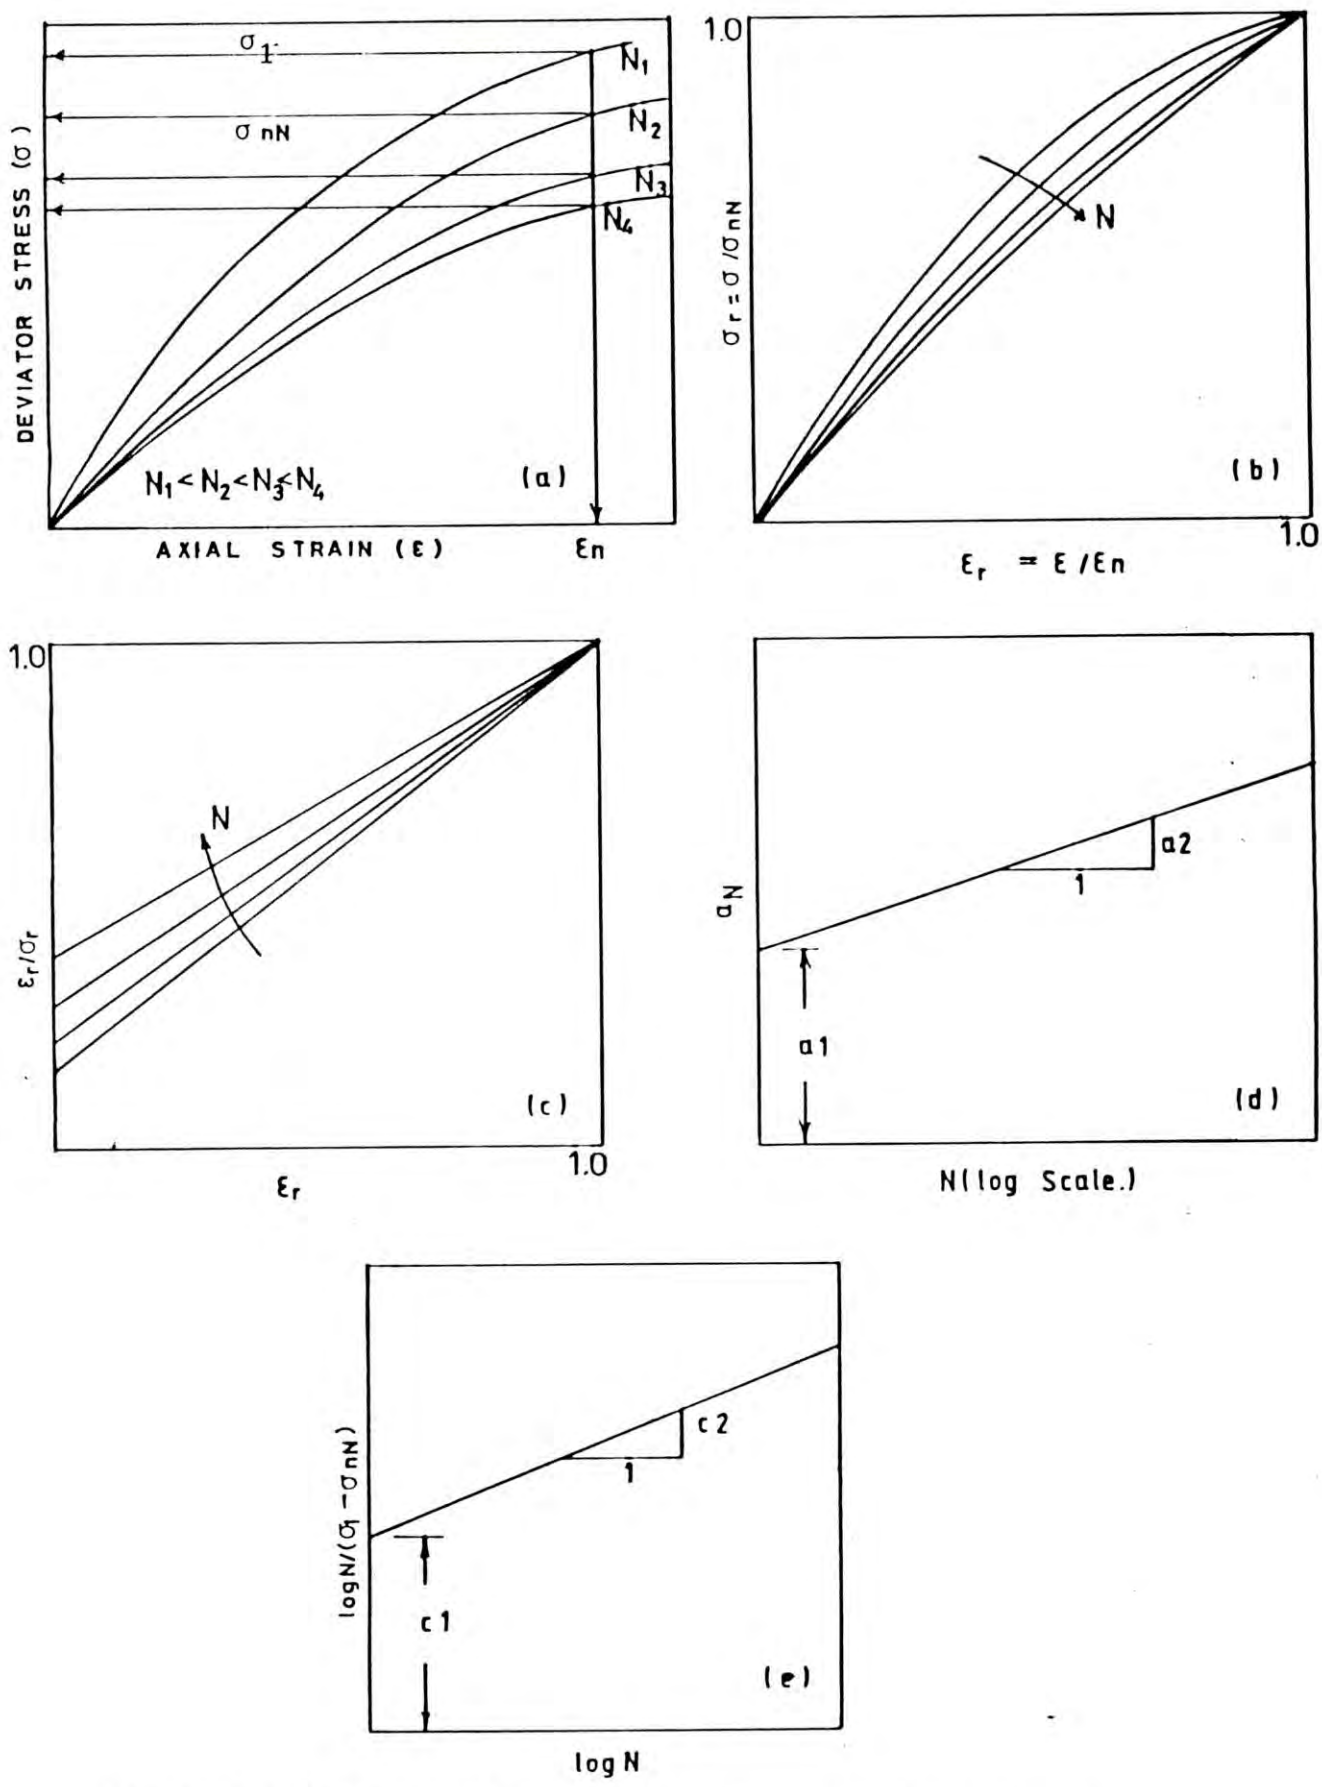 σ1
N1
σnN
N2
N3
N4
DEVIATOR STRESS (σ)
N1 < N2 < N3 < N4
(a)
AXIAL STRAIN (ε)
εn
1.0
N
σr = σ/σnN
(b)
1.0
εr = ε/εn
1.0
N
εr/σr
(c)
1.0
εr
a2
1
aN
a1
(d)
N(log Scale.)
c2
1
logN/(σ1 - σnN)
c1
(e)
log N